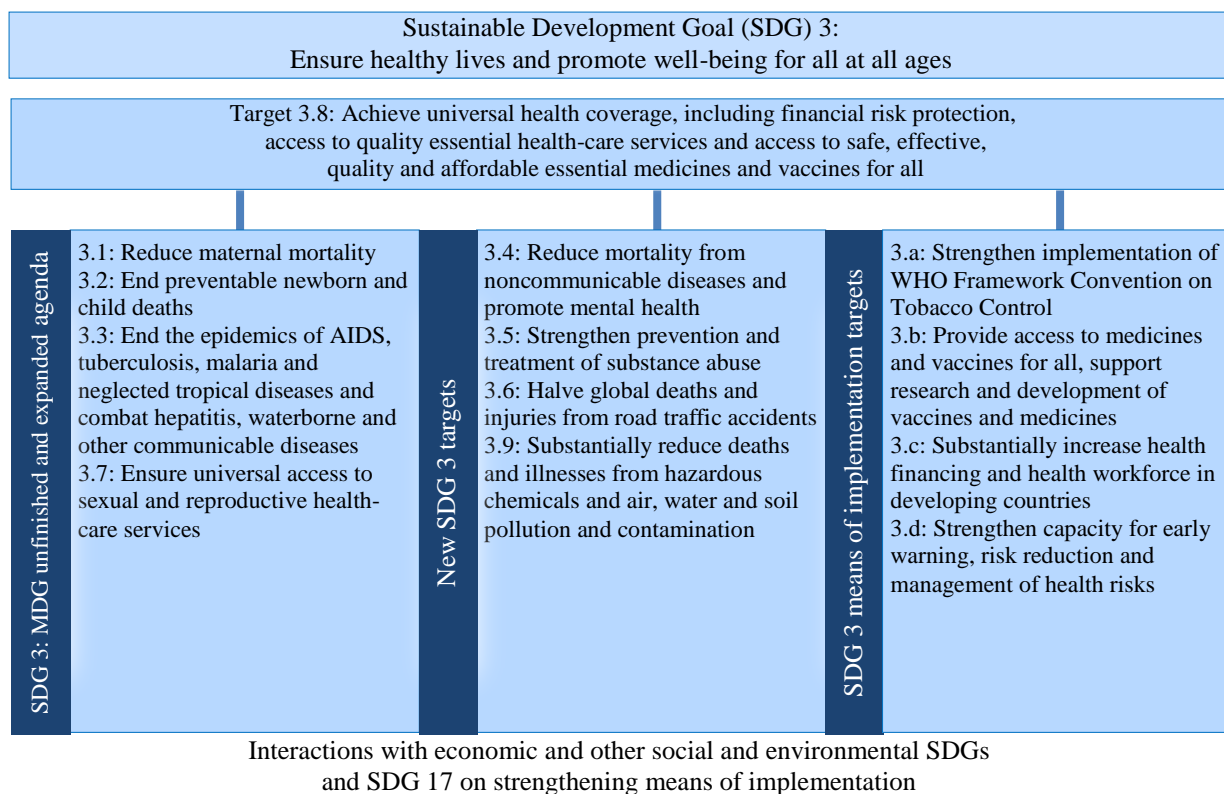 Sustainable Development Goal (SDG) 3:
Ensure healthy lives and promote well-being for all at all ages
Target 3.8: Achieve universal health coverage, including financial risk protection,
access to quality essential health-care services and access to safe, effective,
quality and affordable essential medicines and vaccines for all
SDG 3: MDG unfinished and expanded agenda
3.1: Reduce maternal mortality
3.2: End preventable newborn and
child deaths
3.3: End the epidemics of AIDS,
tuberculosis, malaria and
neglected tropical diseases and
combat hepatitis, waterborne and
other communicable diseases
3.7: Ensure universal access to
sexual and reproductive health-
care services
New SDG 3 targets
3.4: Reduce mortality from
noncommunicable diseases and
promote mental health
3.5: Strengthen prevention and
treatment of substance abuse
3.6: Halve global deaths and
injuries from road traffic accidents
3.9: Substantially reduce deaths
and illnesses from hazardous
chemicals and air, water and soil
pollution and contamination
SDG 3 means of implementation targets
3.a: Strengthen implementation of
WHO Framework Convention on
Tobacco Control
3.b: Provide access to medicines
and vaccines for all, support
research and development of
vaccines and medicines
3.c: Substantially increase health
financing and health workforce in
developing countries
3.d: Strengthen capacity for early
warning, risk reduction and
management of health risks
Interactions with economic and other social and environmental SDGs
and SDG 17 on strengthening means of implementation